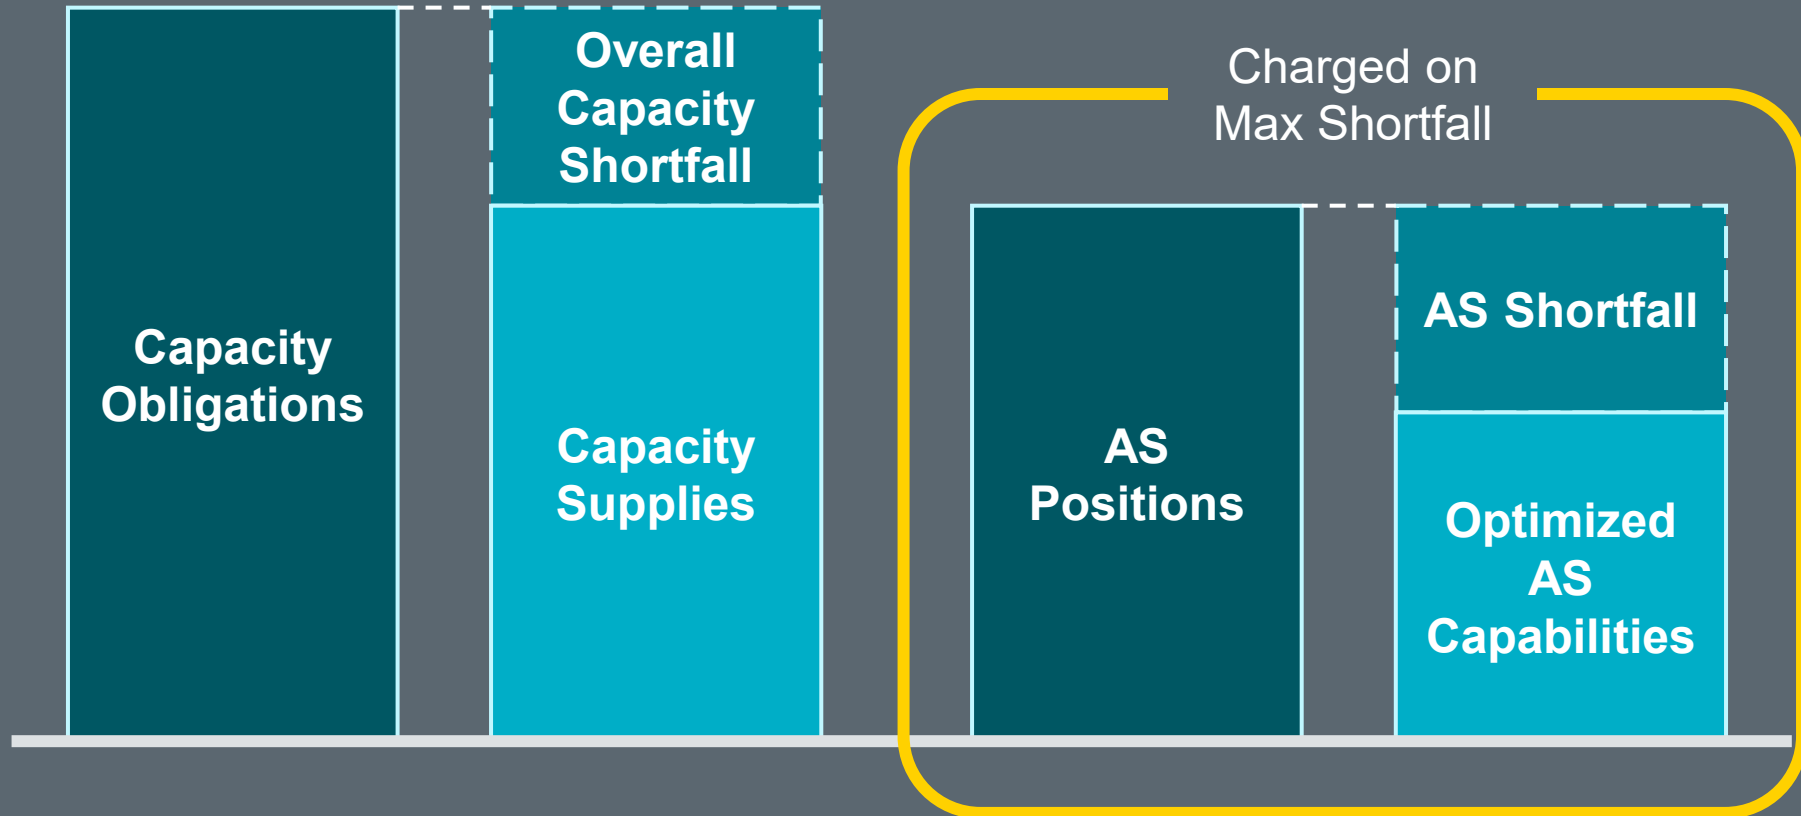 Overall
Capacity
Shortfall
Capacity
Obligations
Capacity
Supplies
Charged on
Max Shortfall
AS
Positions
AS Shortfall
Optimized
AS
Capabilities